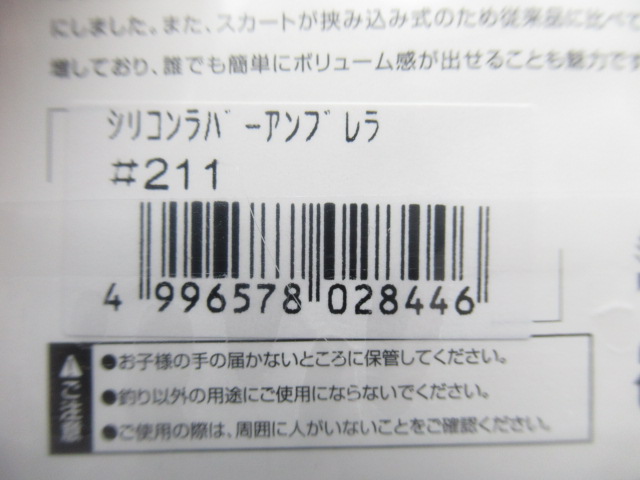 にしました。また、スカートが挟み込み式のため従来品に比べて
増しており、誰でも簡単にボリューム感が出せることも魅力です
ｼﾘｺﾝﾗﾊﾞｰｱﾝﾌﾞﾚﾗ
#211
4 996578 028446
ご注意
●お子様の手の届かないところに保管してください。
●釣り以外の用途にご使用にならないでください。
●ご使用の際は、周囲に人がいないことをご確認ください。